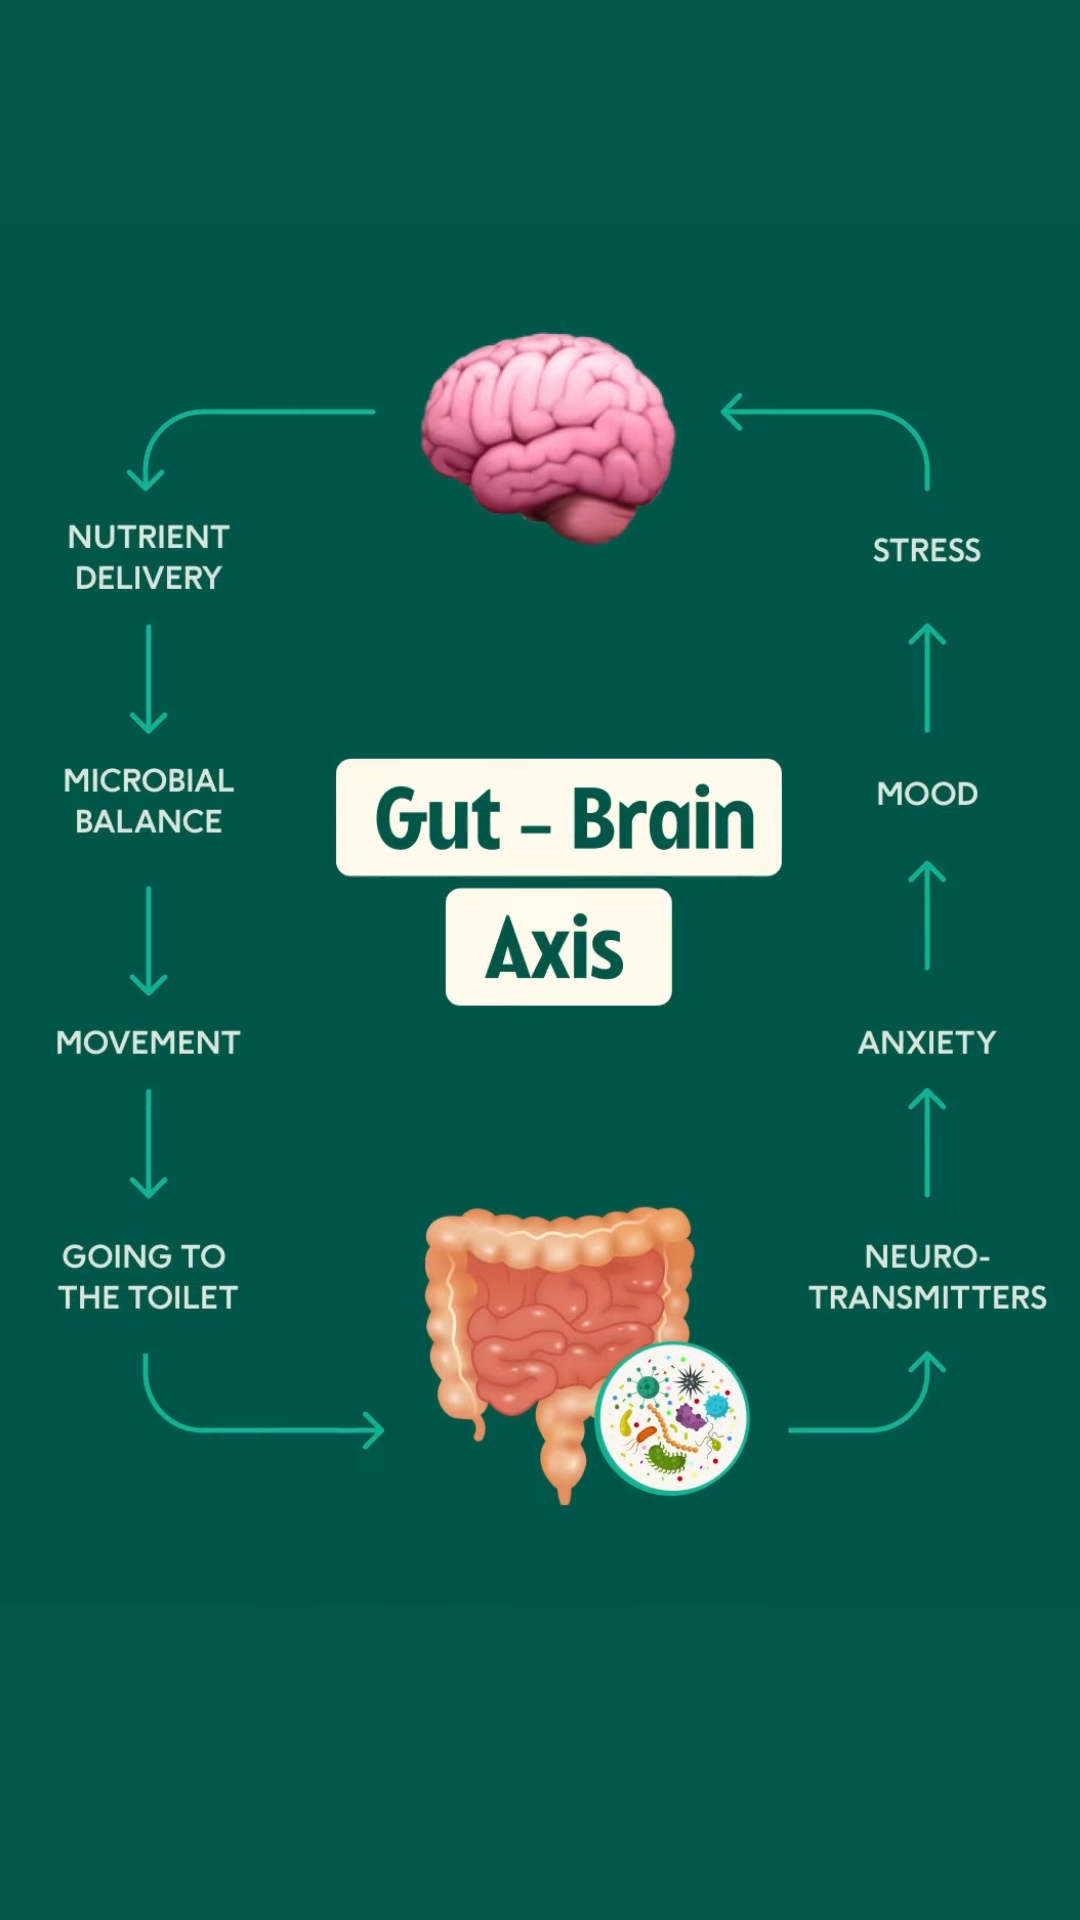 NUTRIENT
DELIVERY
MICROBIAL
BALANCE
MOVEMENT
GOING TO
THE TOILET
Gut – Brain
Axis
STRESS
MOOD
ANXIETY
NEURO-
TRANSMITTERS